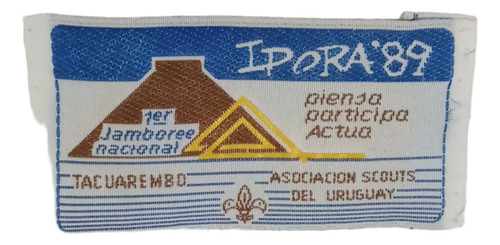 IPORA'89
piensa
participa
Actua
1er
Jamboree
nacional
TACUAREMBO
ASOCIACION SCOUTS
DEL URUGUAY